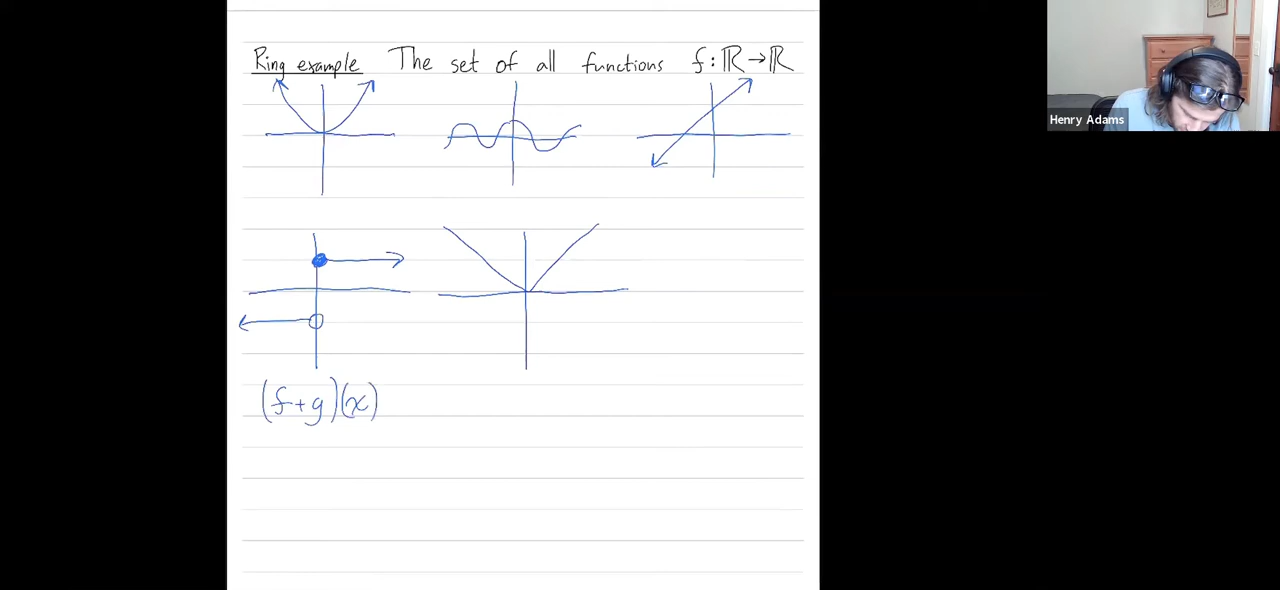 Ring example The set of all functions f : ℝ → ℝ
(f+g)(x)
Henry Adams